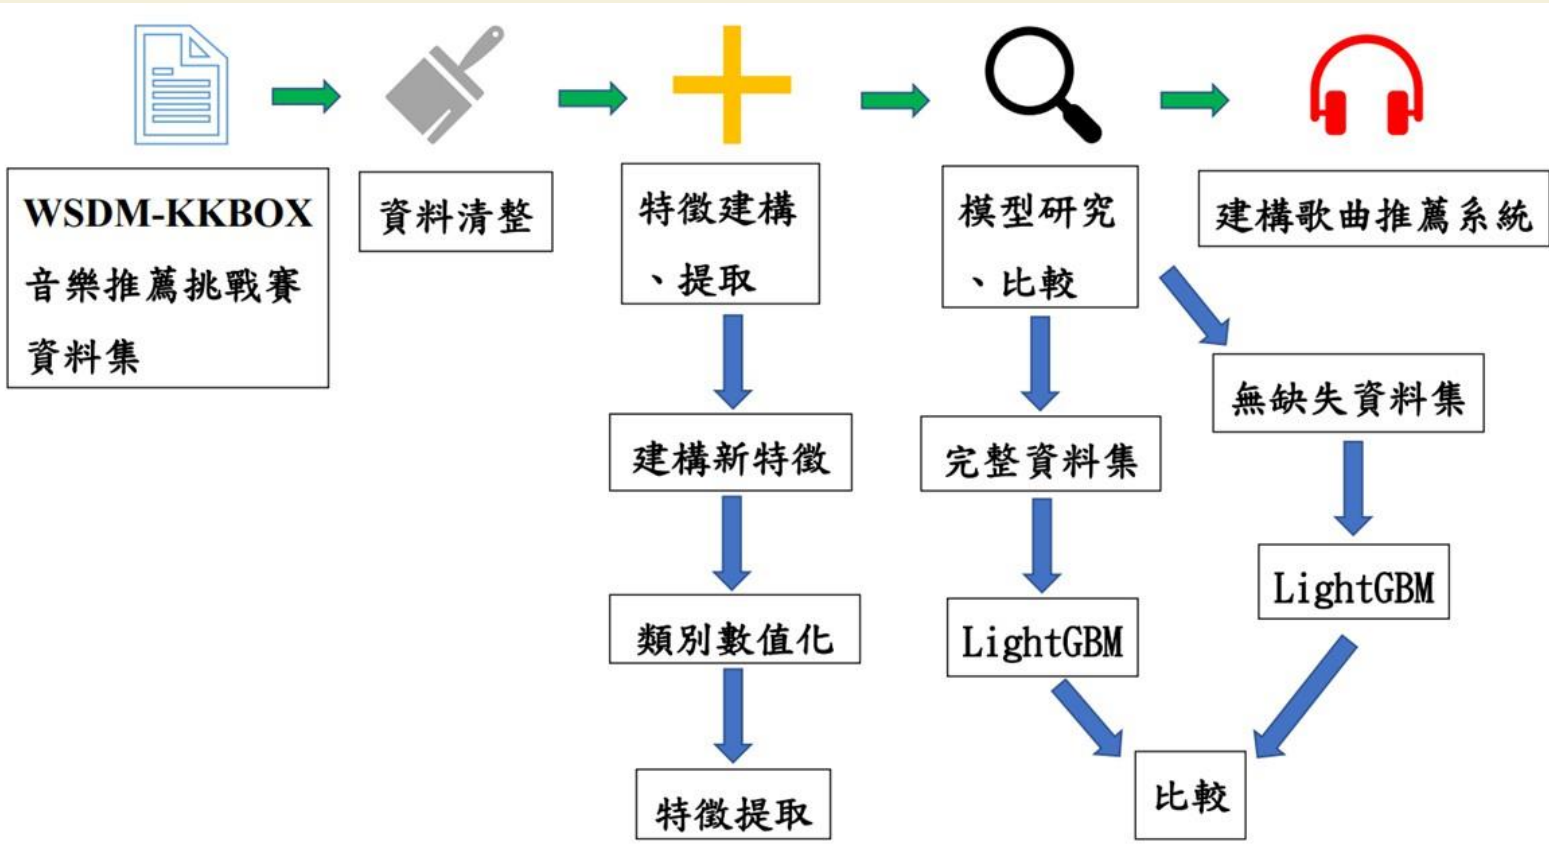 WSDM-KKBOX
音樂推薦挑戰賽
資料集
資料清整
特徵建構
、提取
模型研究
、比較
建構歌曲推薦系統
建構新特徵
類別數值化
特徵提取
完整資料集
LightGBM
無缺失資料集
LightGBM
比較